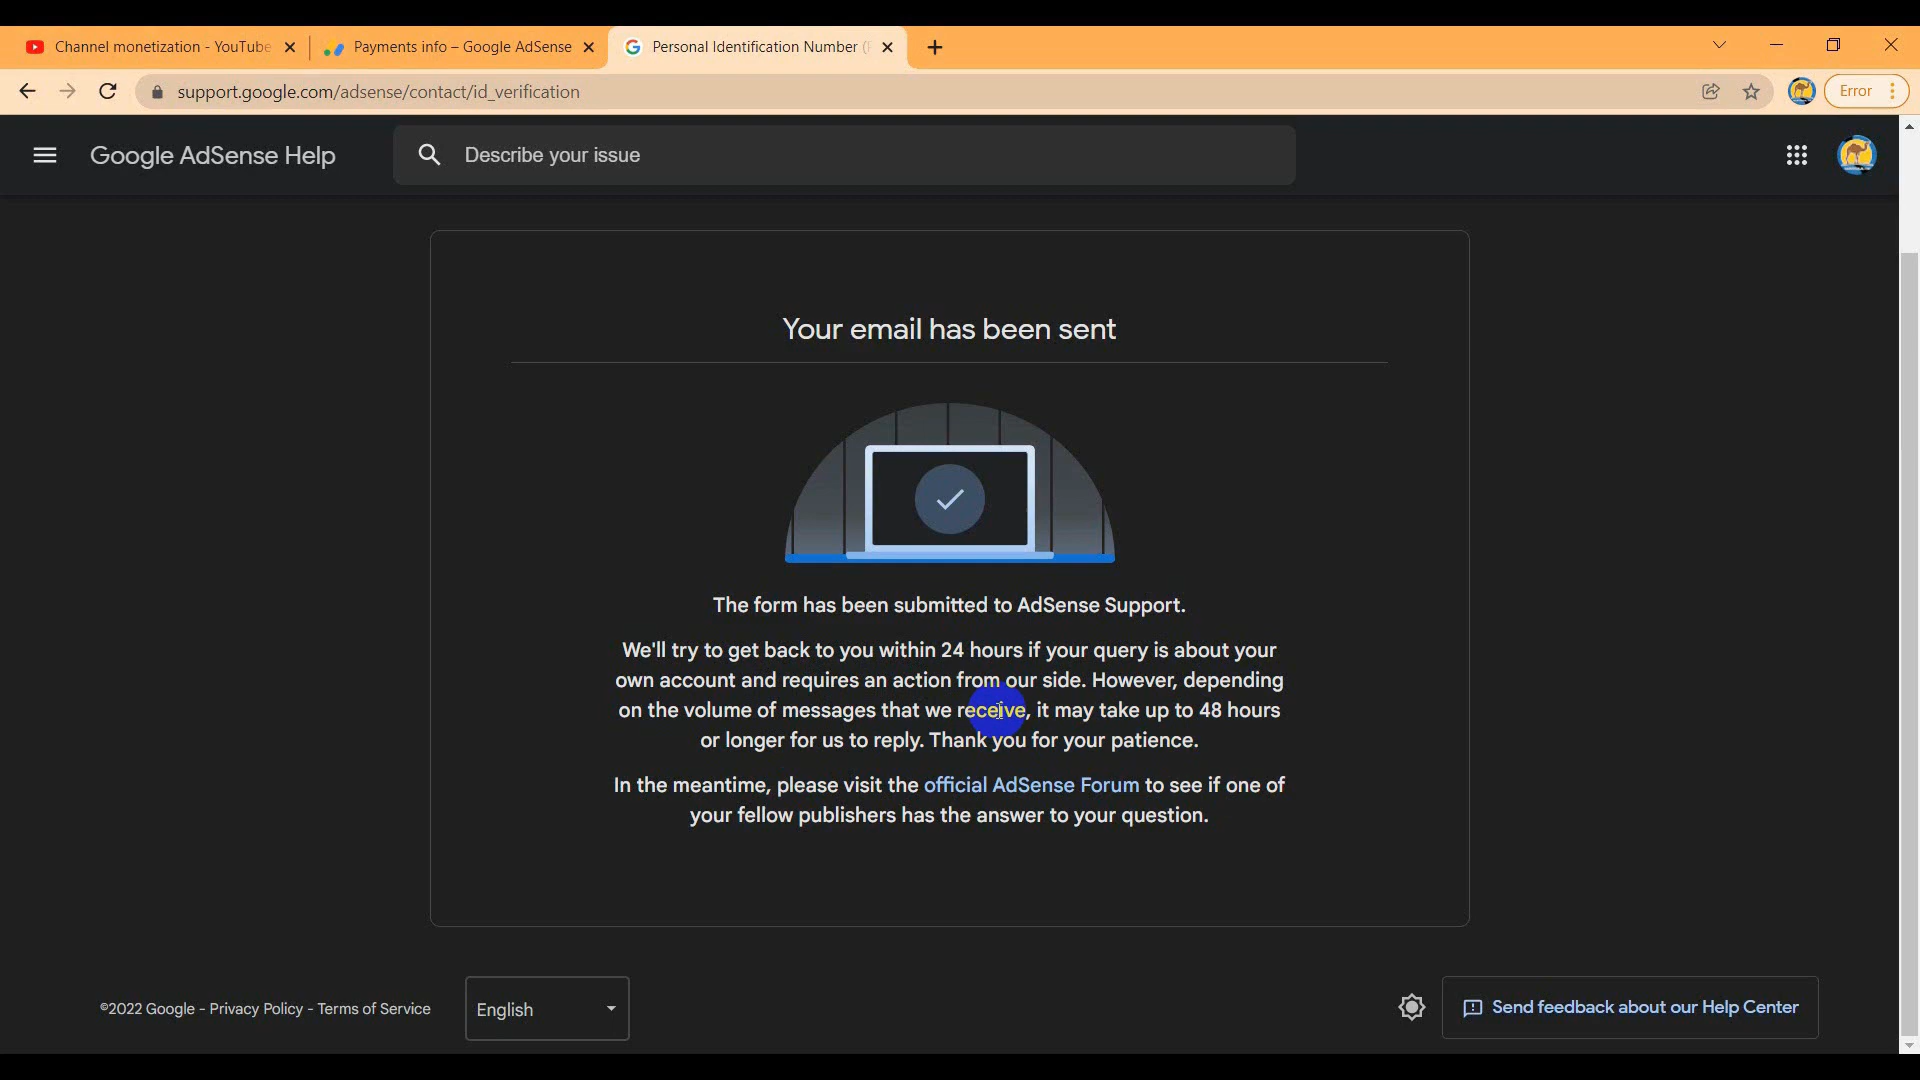 Channel monetization - YouTube
Payments info – Google AdSense
Personal Identification Number (
support.google.com/adsense/contact/id_verification
Error
Google AdSense Help
Describe your issue
Your email has been sent
The form has been submitted to AdSense Support.
We'll try to get back to you within 24 hours if your query is about your
own account and requires an action from our side. However, depending
on the volume of messages that we receive, it may take up to 48 hours
or longer for us to reply. Thank you for your patience.
In the meantime, please visit the official AdSense Forum to see if one of
your fellow publishers has the answer to your question.
©2022 Google - Privacy Policy - Terms of Service
English
Send feedback about our Help Center